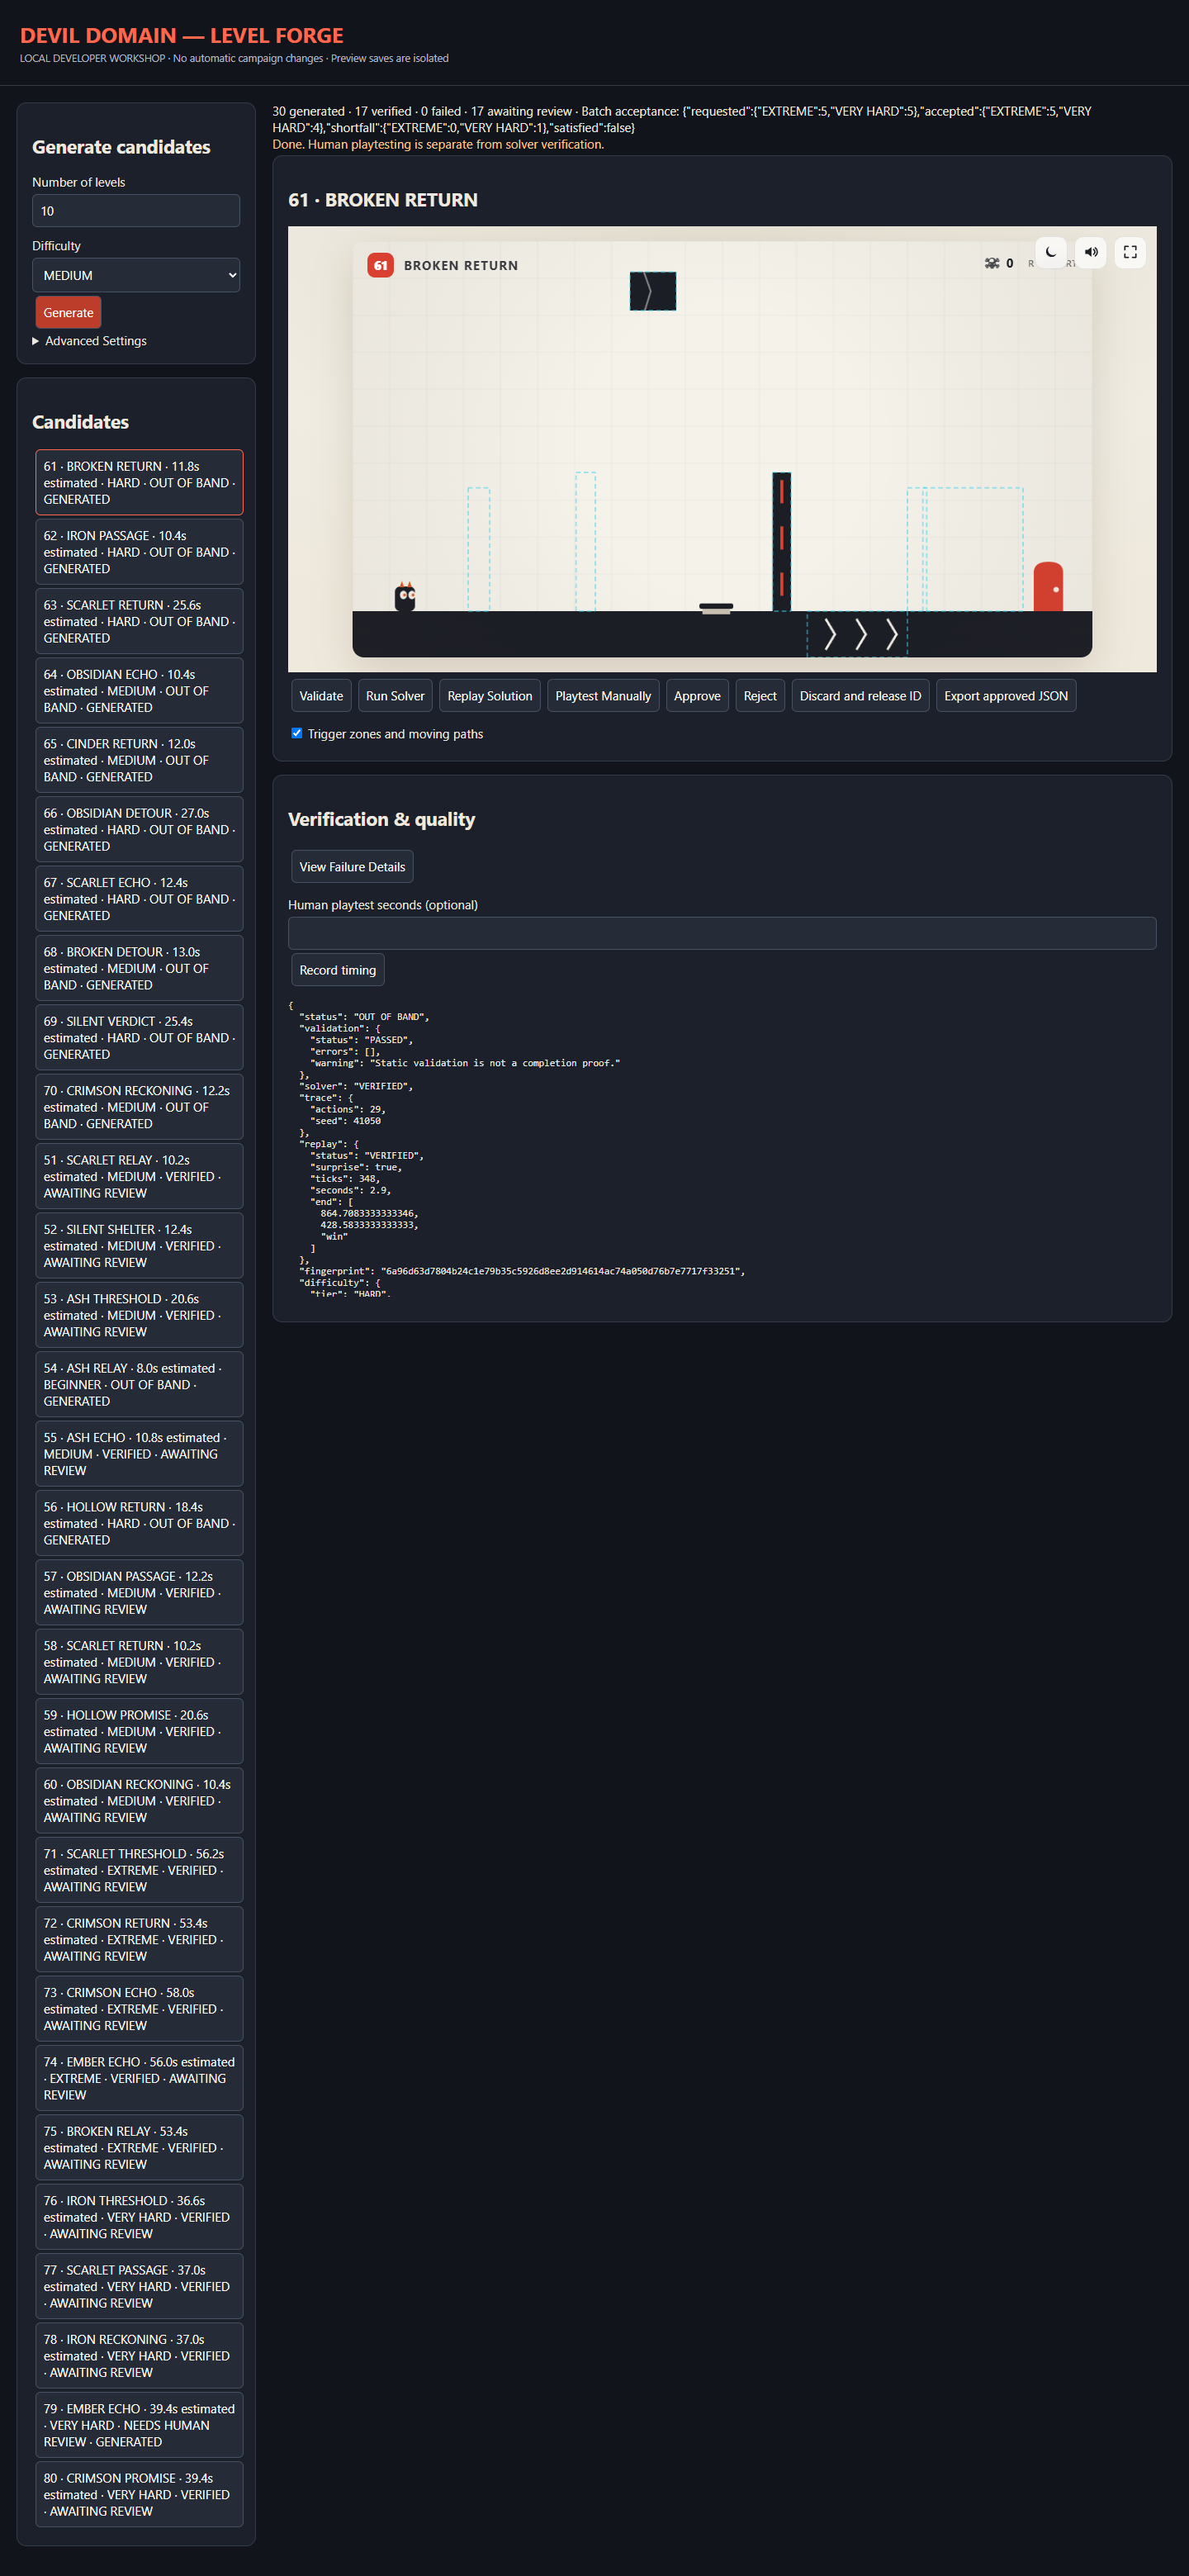 DEVIL DOMAIN — LEVEL FORGE
LOCAL DEVELOPER WORKSHOP · No automatic campaign changes · Preview saves are isolated
Generate candidates
Number of levels
10
Difficulty
MEDIUM
Generate
Advanced Settings
Candidates
61 · BROKEN RETURN · 11.8s
estimated · HARD · OUT OF BAND ·
GENERATED
62 · IRON PASSAGE · 10.4s
estimated · HARD · OUT OF BAND ·
GENERATED
63 · SCARLET RETURN · 25.6s
estimated · HARD · OUT OF BAND ·
GENERATED
64 · OBSIDIAN ECHO · 10.4s
estimated · MEDIUM · OUT OF
BAND · GENERATED
65 · CINDER RETURN · 12.0s
estimated · MEDIUM · OUT OF
BAND · GENERATED
66 · OBSIDIAN DETOUR · 27.0s
estimated · HARD · OUT OF BAND ·
GENERATED
67 · SCARLET ECHO · 12.4s
estimated · HARD · OUT OF BAND ·
GENERATED
68 · BROKEN DETOUR · 13.0s
estimated · MEDIUM · OUT OF
BAND · GENERATED
69 · SILENT VERDICT · 25.4s
estimated · HARD · OUT OF BAND ·
GENERATED
70 · CRIMSON RECKONING · 12.2s
estimated · MEDIUM · OUT OF
BAND · GENERATED
51 · SCARLET RELAY · 10.2s
estimated · MEDIUM · VERIFIED ·
AWAITING REVIEW
52 · SILENT SHELTER · 12.4s
estimated · MEDIUM · VERIFIED ·
AWAITING REVIEW
53 · ASH THRESHOLD · 20.6s
estimated · MEDIUM · VERIFIED ·
AWAITING REVIEW
54 · ASH RELAY · 8.0s estimated ·
BEGINNER · OUT OF BAND ·
GENERATED
55 · ASH ECHO · 10.8s estimated ·
MEDIUM · VERIFIED · AWAITING
REVIEW
56 · HOLLOW RETURN · 18.4s
estimated · HARD · OUT OF BAND ·
GENERATED
57 · OBSIDIAN PASSAGE · 12.2s
estimated · MEDIUM · VERIFIED ·
AWAITING REVIEW
58 · SCARLET RETURN · 10.2s
estimated · MEDIUM · VERIFIED ·
AWAITING REVIEW
59 · HOLLOW PROMISE · 20.6s
estimated · MEDIUM · VERIFIED ·
AWAITING REVIEW
60 · OBSIDIAN RECKONING · 10.4s
estimated · MEDIUM · VERIFIED ·
AWAITING REVIEW
71 · SCARLET THRESHOLD · 56.2s
estimated · EXTREME · VERIFIED ·
AWAITING REVIEW
72 · CRIMSON RETURN · 53.4s
estimated · EXTREME · VERIFIED ·
AWAITING REVIEW
73 · CRIMSON ECHO · 58.0s
estimated · EXTREME · VERIFIED ·
AWAITING REVIEW
74 · EMBER ECHO · 56.0s estimated
· EXTREME · VERIFIED · AWAITING
REVIEW
75 · BROKEN RELAY · 53.4s
estimated · EXTREME · VERIFIED ·
AWAITING REVIEW
76 · IRON THRESHOLD · 36.6s
estimated · VERY HARD · VERIFIED
· AWAITING REVIEW
77 · SCARLET PASSAGE · 37.0s
estimated · VERY HARD · VERIFIED
· AWAITING REVIEW
78 · IRON RECKONING · 37.0s
estimated · VERY HARD · VERIFIED
· AWAITING REVIEW
79 · EMBER ECHO · 39.4s estimated
· VERY HARD · NEEDS HUMAN
REVIEW · GENERATED
80 · CRIMSON PROMISE · 39.4s
estimated · VERY HARD · VERIFIED
· AWAITING REVIEW
30 generated · 17 verified · 0 failed · 17 awaiting review · Batch acceptance: {"requested":{"EXTREME":5,"VERY HARD":5},"accepted":{"EXTREME":5,"VERY
HARD":4},"shortfall":{"EXTREME":0,"VERY HARD":1},"satisfied":false}
Done. Human playtesting is separate from solver verification.
61 · BROKEN RETURN
61 BROKEN RETURN
0
Validate
Run Solver
Replay Solution
Playtest Manually
Approve
Reject
Discard and release ID
Export approved JSON
Trigger zones and moving paths
Verification & quality
View Failure Details
Human playtest seconds (optional)
Record timing
{
"status": "OUT OF BAND",
"validation": {
"status": "PASSED",
"errors": [],
"warning": "Static validation is not a completion proof."
},
"solver": "VERIFIED",
"trace": {
"actions": 29,
"seed": 41050
},
"replay": {
"status": "VERIFIED",
"surprise": true,
"ticks": 348,
"seconds": 2.9,
"end": [
864.7083333333346,
428.5833333333333,
"win"
]
},
"fingerprint": "6a96d63d7804b24c1e79b35c5926d8ee2d914614ac74a050d76b7e7717f33251",
"difficulty": {
"tier": "HARD",